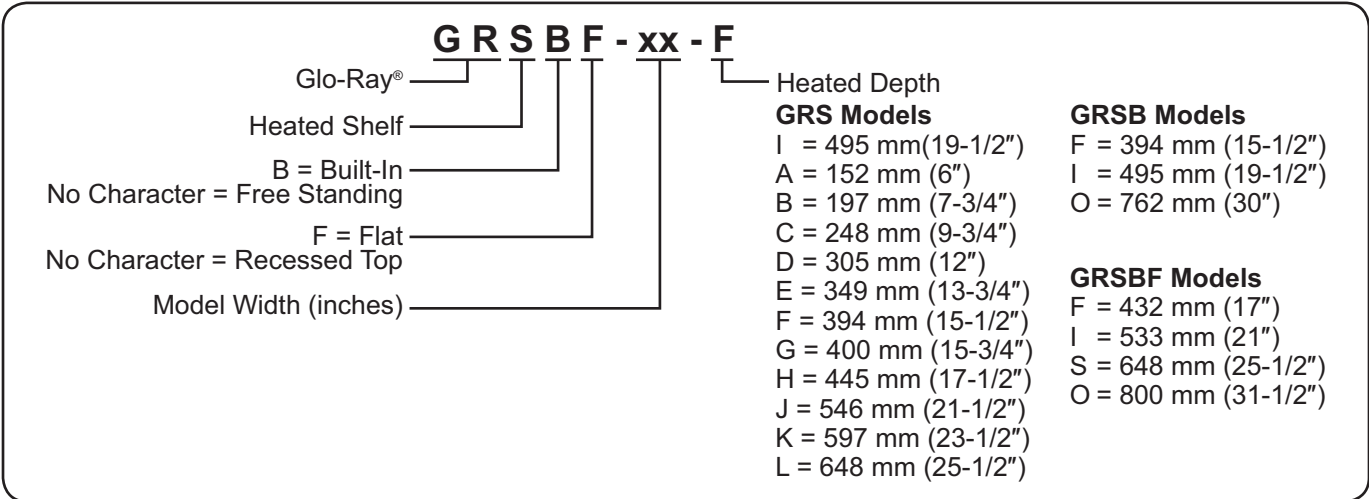 G R S B F - xx - F
Glo-Ray®
Heated Shelf
B = Built-In
No Character = Free Standing
F = Flat
No Character = Recessed Top
Model Width (inches)
Heated Depth
GRS Models
I = 495 mm(19-1/2″)
A = 152 mm (6″)
B = 197 mm (7-3/4″)
C = 248 mm (9-3/4″)
D = 305 mm (12″)
E = 349 mm (13-3/4″)
F = 394 mm (15-1/2″)
G = 400 mm (15-3/4″)
H = 445 mm (17-1/2″)
J = 546 mm (21-1/2″)
K = 597 mm (23-1/2″)
L = 648 mm (25-1/2″)
GRSB Models
F = 394 mm (15-1/2″)
I = 495 mm (19-1/2″)
O = 762 mm (30″)
GRSBF Models
F = 432 mm (17″)
I = 533 mm (21″)
S = 648 mm (25-1/2″)
O = 800 mm (31-1/2″)